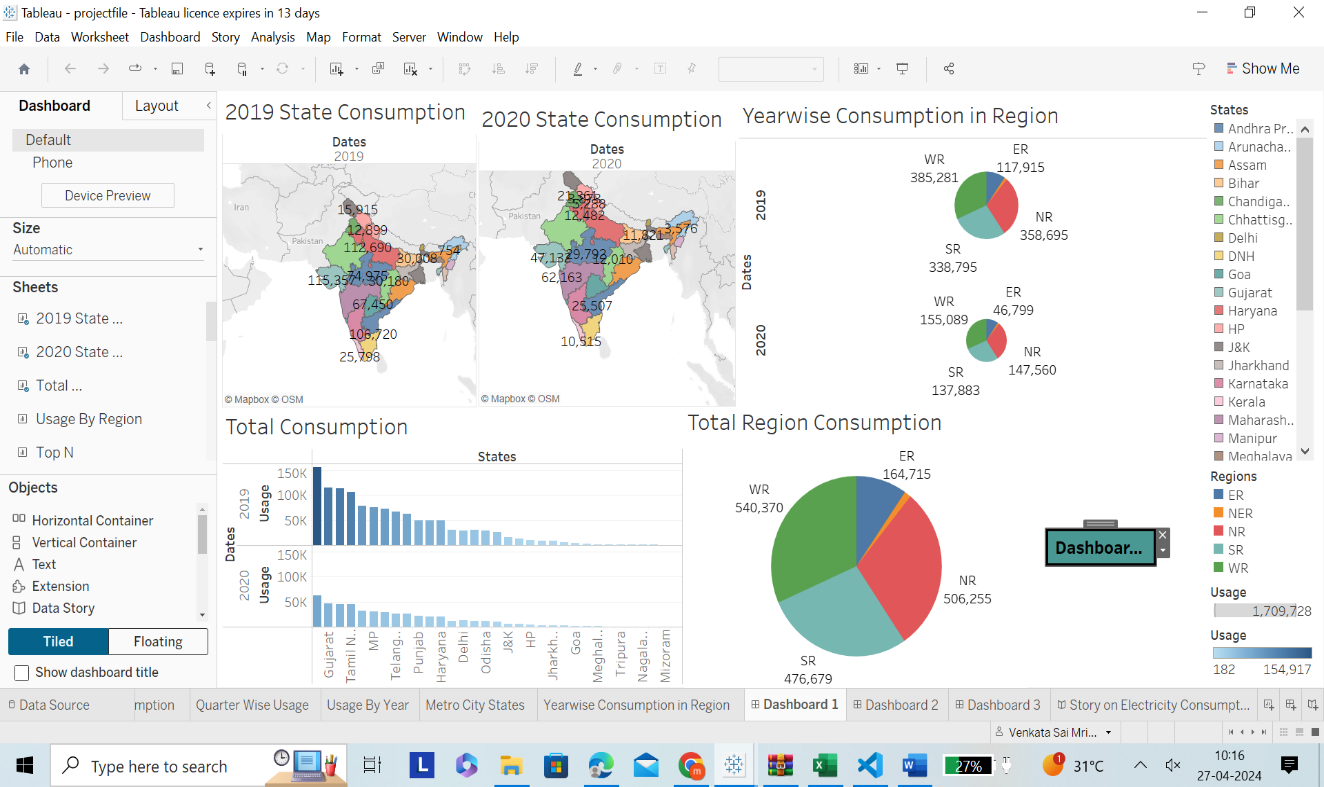 Tableau - projectfile - Tableau licence expires in 13 days
File Data Worksheet Dashboard Story Analysis Map Format Server Window Help
Show Me
Dashboard Layout
Default
Phone
Device Preview
Size
Automatic
Sheets
2019 State ...
2020 State ...
Total ...
Usage By Region
Top N
Objects
Horizontal Container
Vertical Container
Text
Extension
Data Story
Tiled Floating
Show dashboard title
2019 State Consumption
Dates
2019
Iran
Pakistan
15,915
12,899
112,690
30,008
754
115,357
74,975
30,180
67,450
106,720
25,798
© Mapbox © OSM
2020 State Consumption
Dates
2020
Pakistan
12,482
11,821
3,576
47,132
29,792
12,010
62,163
25,507
10,515
© Mapbox © OSM
Yearwise Consumption in Region
Dates
2019
WR
385,281
ER
117,915
NR
358,695
SR
338,795
2020
WR
155,089
ER
46,799
NR
147,560
SR
137,883
Total Consumption
States
Dates
2019
Usage
150K
100K
50K
2020
Usage
150K
100K
50K
Gujarat
Tamil N..
MP
Telang..
Punjab
Haryana
Delhi
Odisha
J&K
HP
Jharkh..
Goa
Meghal..
Tripura
Nagala..
Mizoram
Total Region Consumption
ER
164,715
WR
540,370
NR
506,255
SR
476,679
Dashboar...
States
Andhra Pr..
Arunacha..
Assam
Bihar
Chandiga..
Chhattisg..
Delhi
DNH
Goa
Gujarat
Haryana
HP
J&K
Jharkhand
Karnataka
Kerala
Maharash..
Manipur
Meghalaya
Regions
ER
NER
NR
SR
WR
Usage
1,709,728
Usage
182 154,917
Data Source mption Quarter Wise Usage Usage By Year Metro City States Yearwise Consumption in Region Dashboard 1 Dashboard 2 Dashboard 3 Story on Electricity Consumpt...
Venkata Sai Mri...
Type here to search
L
m
X
W
27%
1
31°C
10:16
27-04-2024